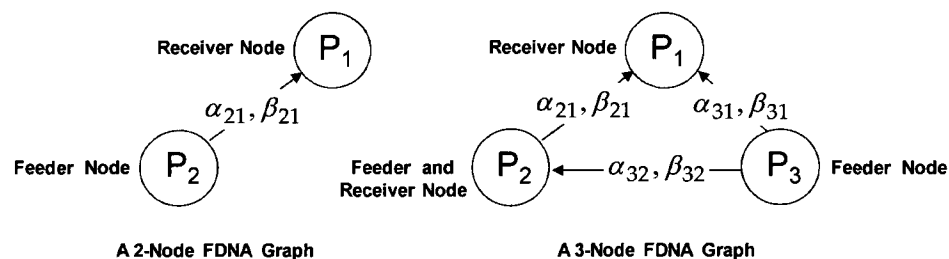 Receiver Node
P1
α21, β21
Feeder Node
P2
A 2-Node FDNA Graph
Receiver Node
P1
α21, β21
α31, β31
Feeder and
Receiver Node
P2
α32, β32
P3
Feeder Node
A 3-Node FDNA Graph